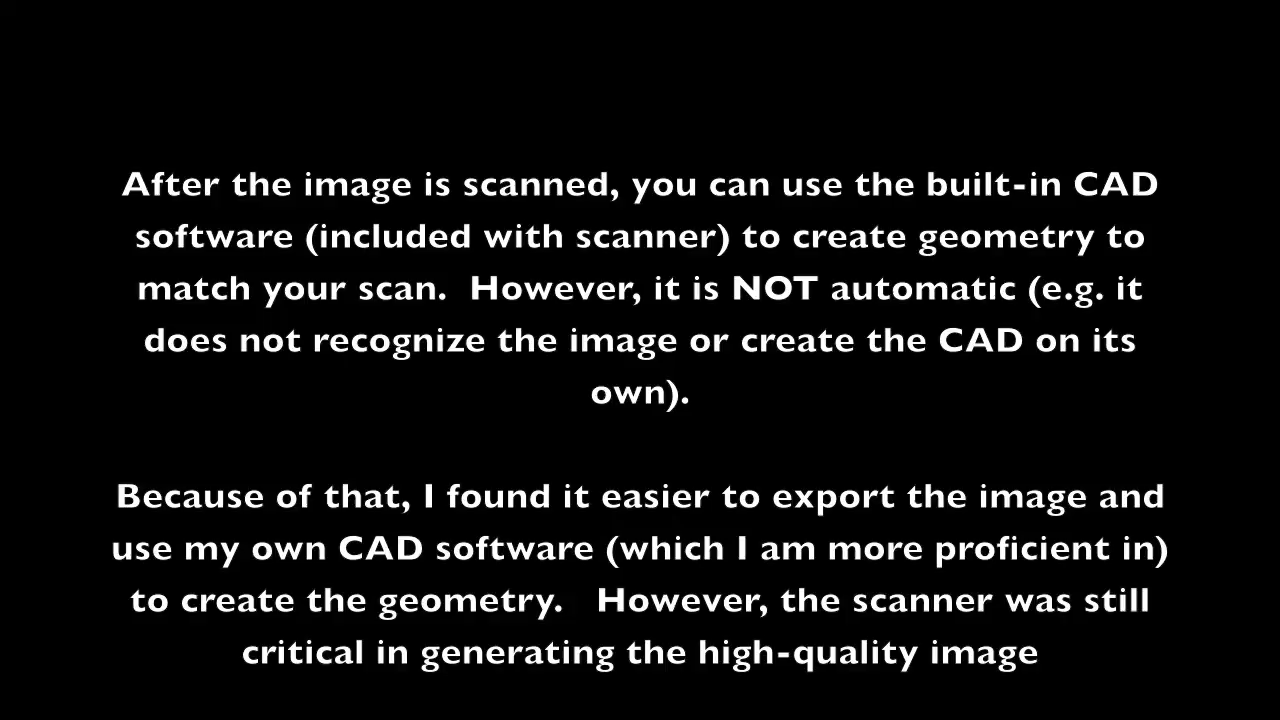 After the image is scanned, you can use the built-in CAD
software (included with scanner) to create geometry to
match your scan.  However, it is NOT automatic (e.g. it
does not recognize the image or create the CAD on its
own).
Because of that, I found it easier to export the image and
use my own CAD software (which I am more proficient in)
to create the geometry.   However, the scanner was still
critical in generating the high-quality image